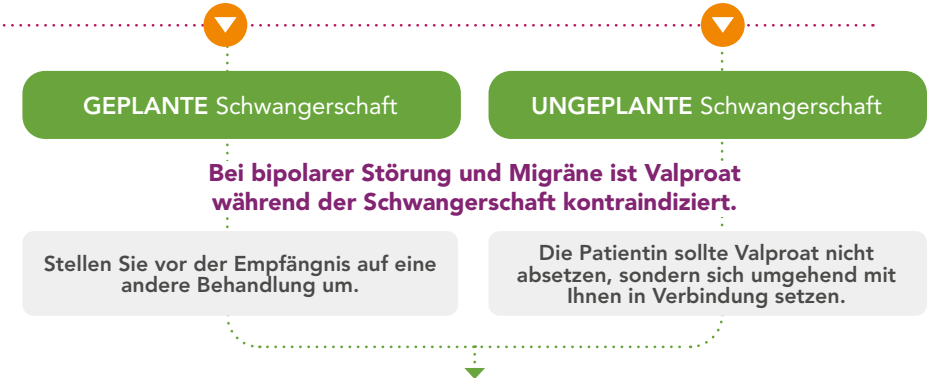 GEPLANTE Schwangerschaft
UNGEPLANTE Schwangerschaft
Bei bipolarer Störung und Migräne ist Valproat
während der Schwangerschaft kontraindiziert.
Stellen Sie vor der Empfängnis auf eine
andere Behandlung um.
Die Patientin sollte Valproat nicht
absetzen, sondern sich umgehend mit
Ihnen in Verbindung setzen.